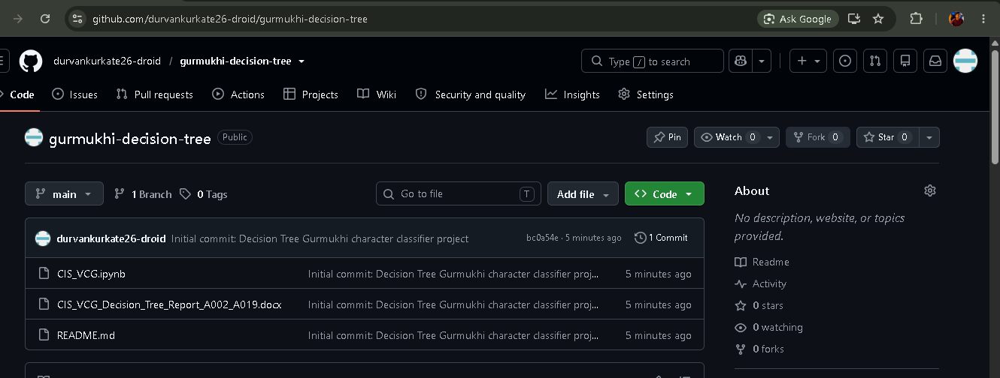 github.com/durvankurkate26-droid/gurmukhi-decision-tree Ask Google
durvankurkate26-droid / gurmukhi-decision-tree Type / to search
Code Issues Pull requests Actions Projects Wiki Security and quality Insights Settings
gurmukhi-decision-tree Public Pin Watch 0 Fork 0 Star 0
main 1 Branch 0 Tags Go to file T Add file Code
durvankurkate26-droid Initial commit: Decision Tree Gurmukhi character classifier project bc0a54e · 5 minutes ago 1 Commit
CIS_VCG.ipynb Initial commit: Decision Tree Gurmukhi character classifier proj... 5 minutes ago
CIS_VCG_Decision_Tree_Report_A002_A019.docx Initial commit: Decision Tree Gurmukhi character classifier proj... 5 minutes ago
README.md Initial commit: Decision Tree Gurmukhi character classifier proj... 5 minutes ago
About
No description, website, or topics
provided.
Readme
Activity
0 stars
0 watching
0 forks